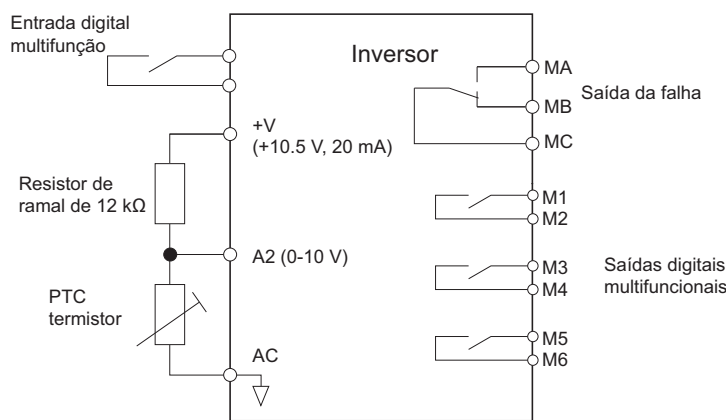 Entrada digital
multifunção
Inversor
MA
MB
Saída da falha
MC
+V
(+10.5 V, 20 mA)
Resistor de
ramal de 12 kΩ
M1
M2
A2 (0-10 V)
M3
M4
Saídas digitais
multifuncionais
PTC
termistor
M5
M6
AC